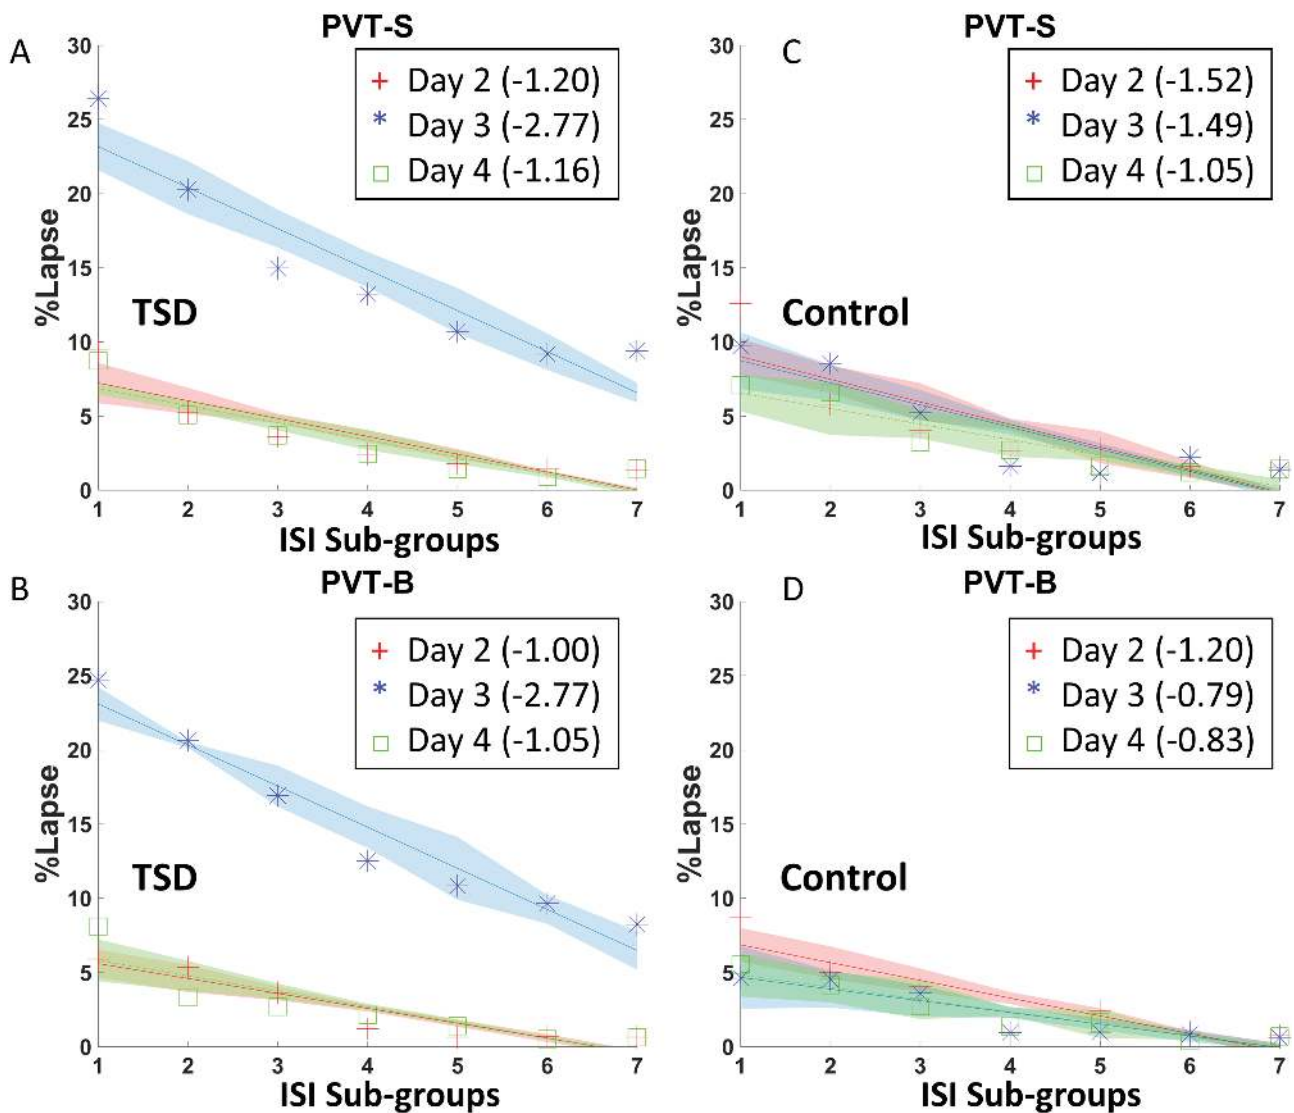 A
PVT-S
30
25
20
15
10
5
0
%Lapse
+ Day 2 (-1.20)
* Day 3 (-2.77)
□ Day 4 (-1.16)
TSD
1 2 3 4 5 6 7
ISI Sub-groups
C
PVT-S
30
25
20
15
10
5
0
%Lapse
+ Day 2 (-1.52)
* Day 3 (-1.49)
□ Day 4 (-1.05)
Control
1 2 3 4 5 6 7
ISI Sub-groups
B
PVT-B
30
25
20
15
10
5
0
%Lapse
+ Day 2 (-1.00)
* Day 3 (-2.77)
□ Day 4 (-1.05)
TSD
1 2 3 4 5 6 7
ISI Sub-groups
D
PVT-B
30
25
20
15
10
5
0
%Lapse
+ Day 2 (-1.20)
* Day 3 (-0.79)
□ Day 4 (-0.83)
Control
1 2 3 4 5 6 7
ISI Sub-groups